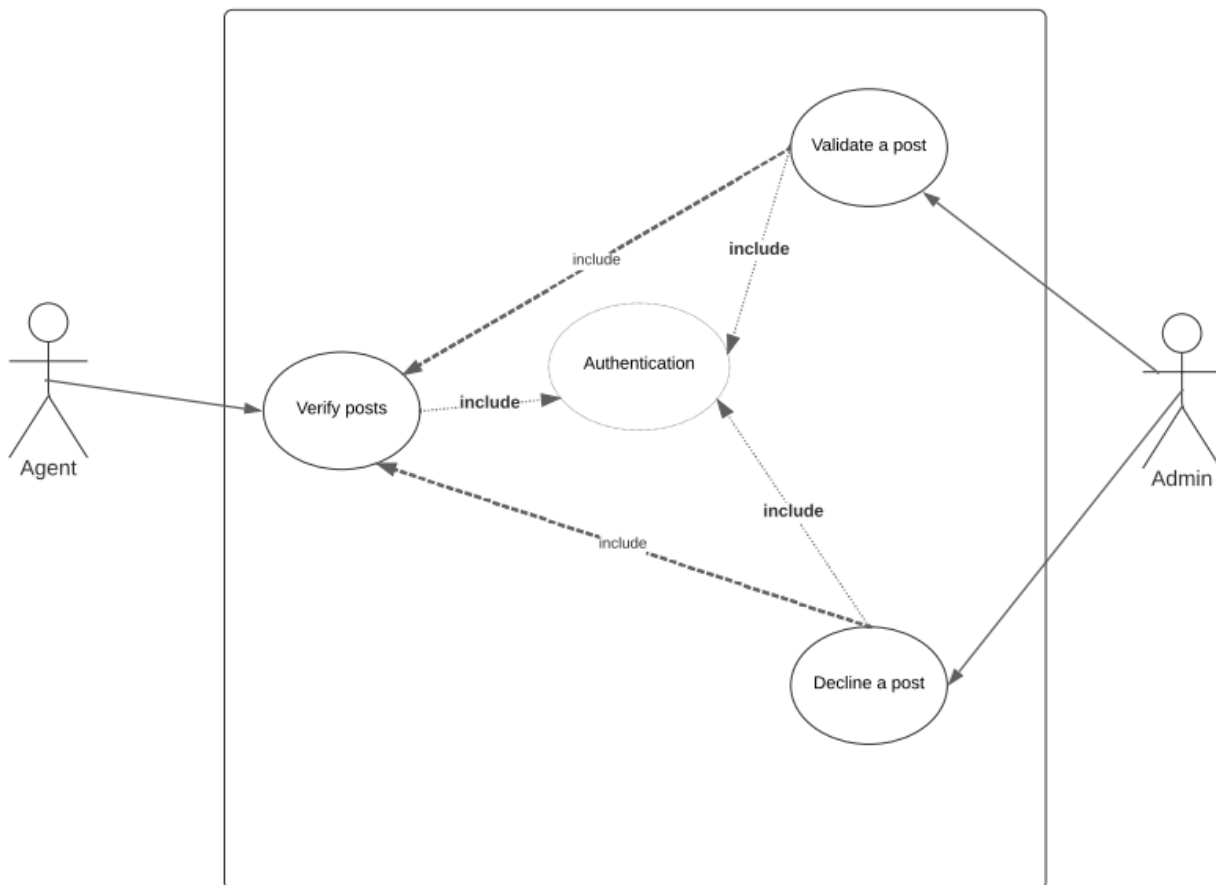 Validate a post
include
include
Authentication
Verify posts
include
Agent
Admin
include
include
Decline a post